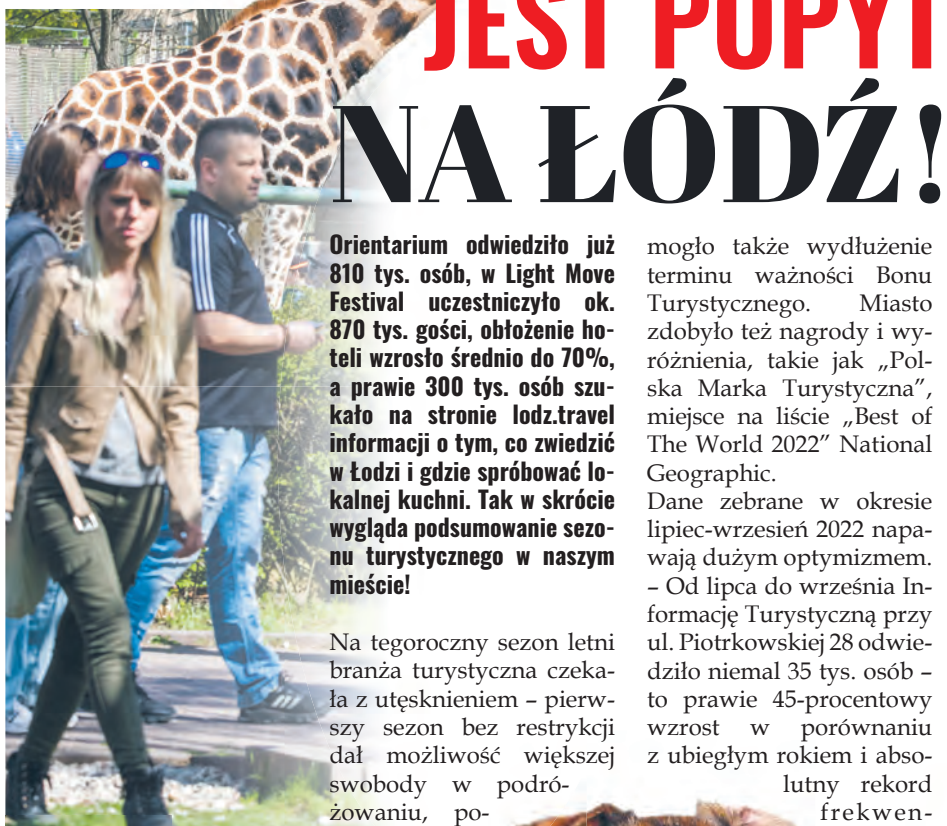 JEST POPYT
NA ŁÓDŹ!
Orientarium odwiedziło już
810 tys. osób, w Light Move
Festival uczestniczyło ok.
870 tys. gości, obłożenie ho-
teli wzrosło średnio do 70%,
a prawie 300 tys. osób szu-
kało na stronie lodz.travel
informacji o tym, co zwiedzić
w Łodzi i gdzie spróbować lo-
kalnej kuchni. Tak w skrócie
wygląda podsumowanie sezo-
nu turystycznego w naszym
mieście!
Na tegoroczny sezon letni
branża turystyczna czeka-
ła z utęsknieniem – pierw-
szy sezon bez restrykcji
dał możliwość większej
swobody w podró-
żowaniu, po-
mogło także wydłużenie
terminu ważności Bonu
Turystycznego. Miasto
zdobyło też nagrody i wy-
różnienia, takie jak „Pol-
ska Marka Turystyczna”,
miejsce na liście „Best of
The World 2022” National
Geographic.
Dane zebrane w okresie
lipiec-wrzesień 2022 napa-
wają dużym optymizmem.
– Od lipca do września In-
formację Turystyczną przy
ul. Piotrkowskiej 28 odwie-
dziło niemal 35 tys. osób –
to prawie 45-procentowy
wzrost w porównaniu
z ubiegłym rokiem i abso-
lutny rekord
frekwen-